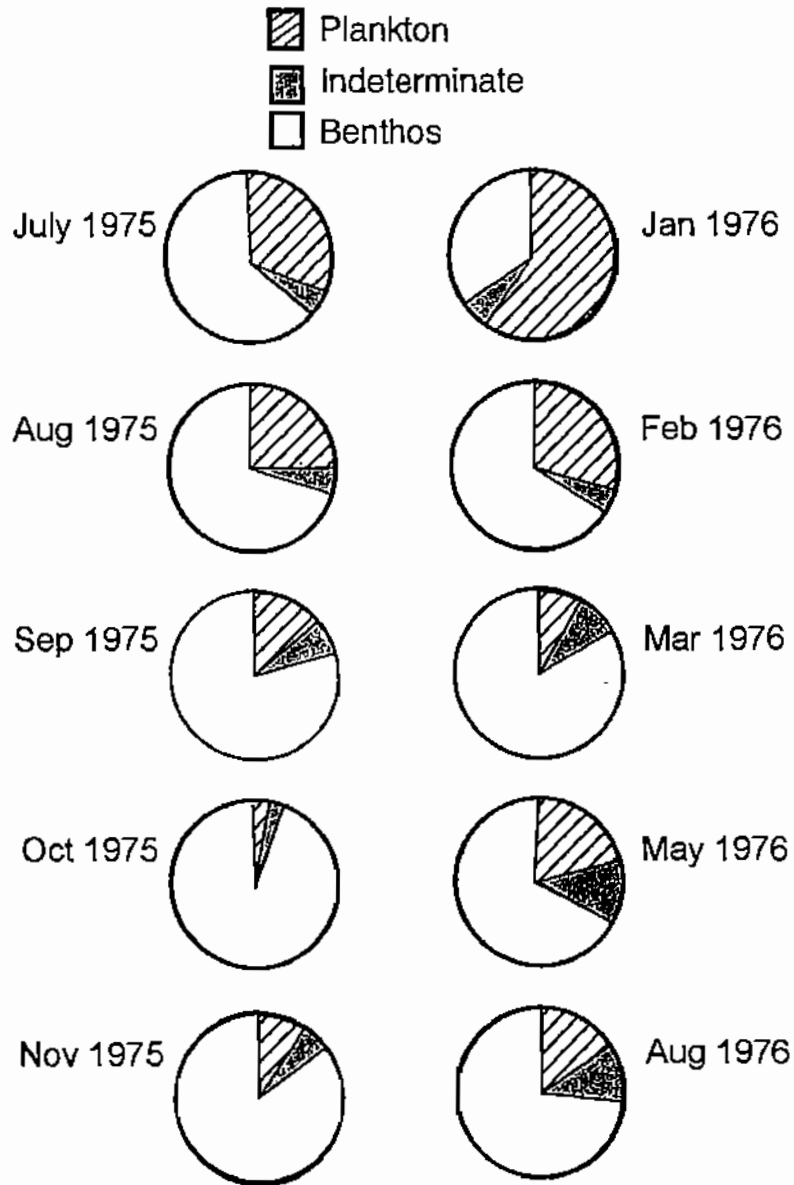 Plankton
Indeterminate
Benthos
July 1975
Jan 1976
Aug 1975
Feb 1976
Sep 1975
Mar 1976
Oct 1975
May 1976
Nov 1975
Aug 1976